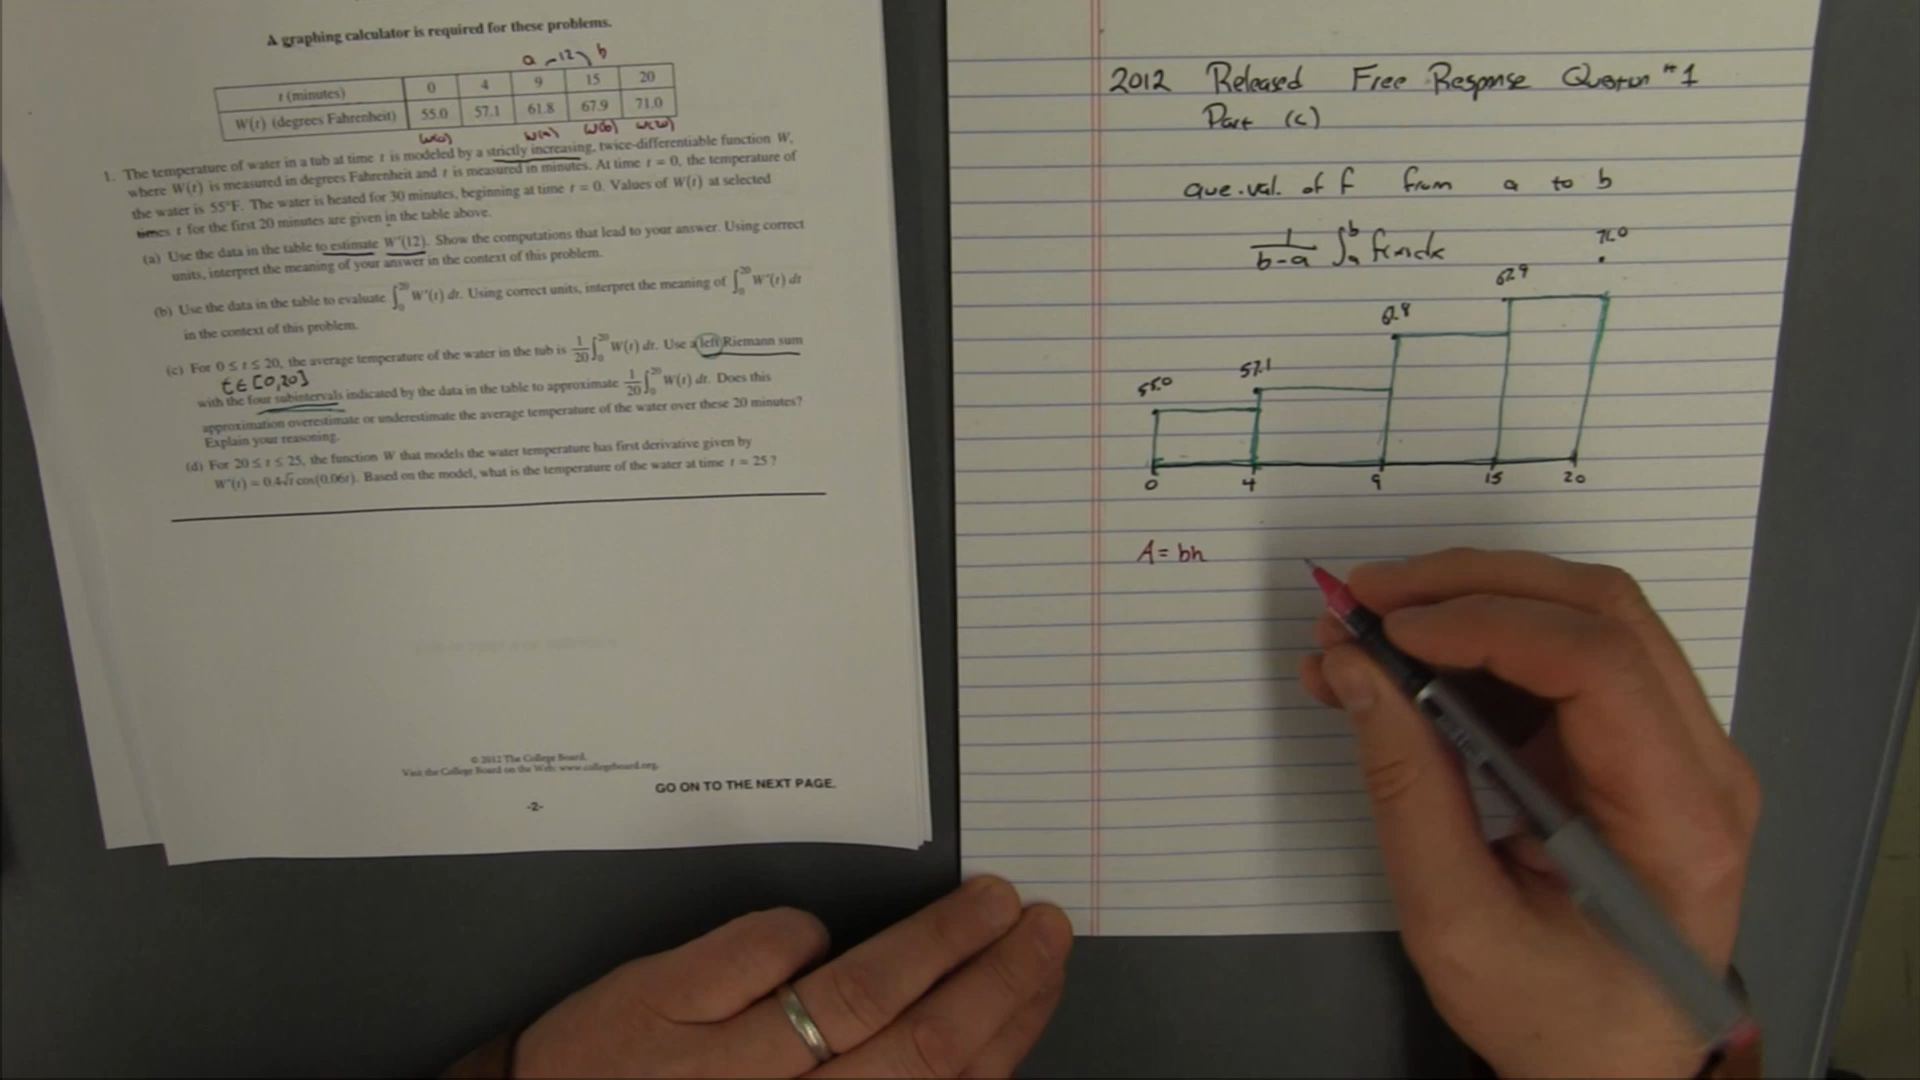 A graphing calculator is required for these problems.
a 12 b
t (minutes) 0 4 9 15 20
W(t) (degrees Fahrenheit) 55.0 57.1 61.8 67.9 71.0
W(0) W(a) W(b) W(20)
1. The temperature of water in a tub at time t is modeled by a strictly increasing, twice-differentiable function W,
where W(t) is measured in degrees Fahrenheit and t is measured in minutes. At time t = 0, the temperature of
the water is 55°F. The water is heated for 30 minutes, beginning at time t = 0. Values of W(t) at selected
times t for the first 20 minutes are given in the table above.
(a) Use the data in the table to estimate W'(12). Show the computations that lead to your answer. Using correct
units, interpret the meaning of your answer in the context of this problem.
(b) Use the data in the table to evaluate ∫₀²⁰ W'(t) dt. Using correct units, interpret the meaning of ∫₀²⁰ W'(t) dt
in the context of this problem.
(c) For 0 ≤ t ≤ 20, the average temperature of the water in the tub is 1/20 ∫₀²⁰ W(t) dt. Use a left Riemann sum
t ∈ [0,20]
with the four subintervals indicated by the data in the table to approximate 1/20 ∫₀²⁰ W(t) dt. Does this
approximation overestimate or underestimate the average temperature of the water over these 20 minutes?
Explain your reasoning.
(d) For 20 ≤ t ≤ 25, the function W that models the water temperature has first derivative given by
W'(t) = 0.4√t cos(0.06t). Based on the model, what is the temperature of the water at time t = 25?
© 2012 The College Board.
Visit the College Board on the Web: www.collegeboard.org.
GO ON TO THE NEXT PAGE.
-2-
2012 Released Free Response Question #1
Part (c)
ave.val. of f from a to b
1/b-a ∫ₐᵇ f(x)dx
71.0
67.9
61.8
57.1
55.0
0 4 9 15 20
A = bh